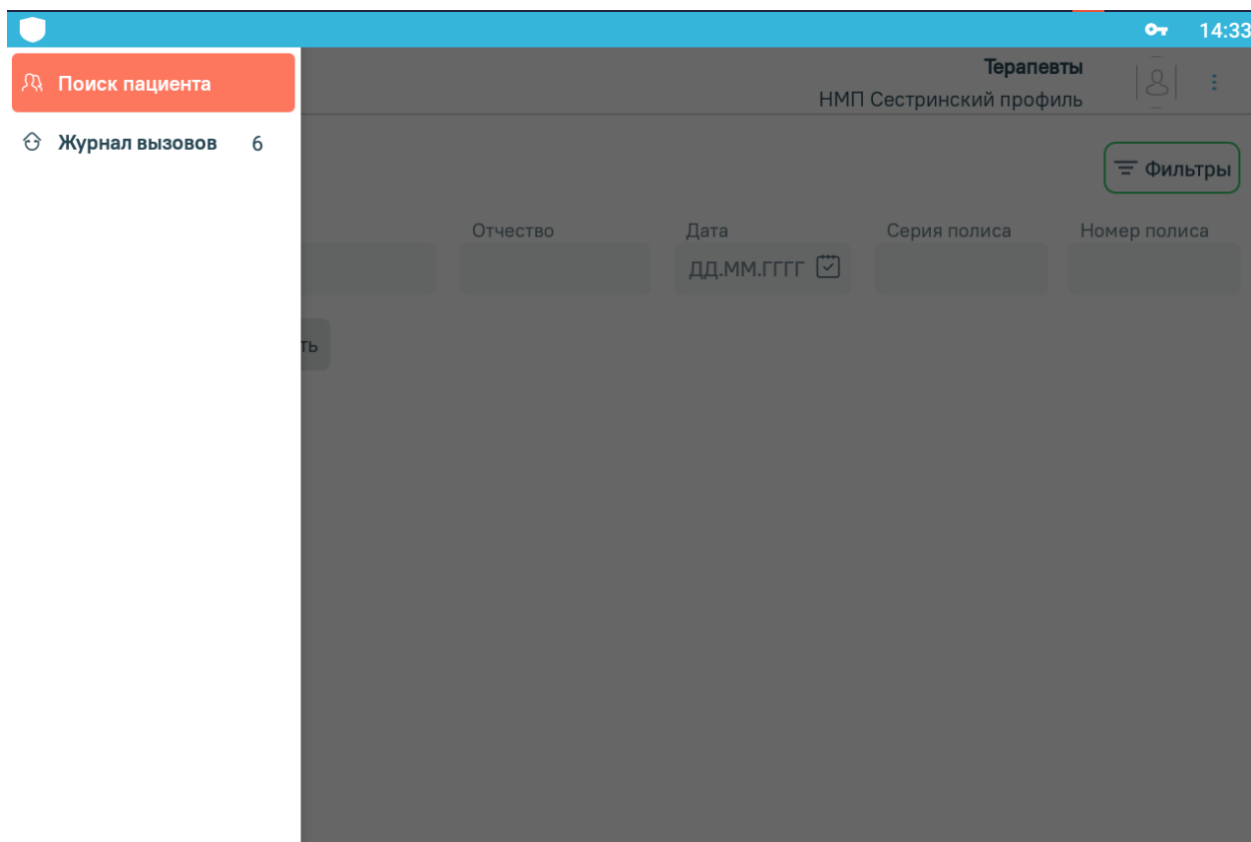 14:33
Поиск пациента
Журнал вызовов 6
Терапевты
НМП Сестринский профиль
Фильтры
Отчество Дата Серия полиса Номер полиса
ДД.ММ.ГГГГ
ть